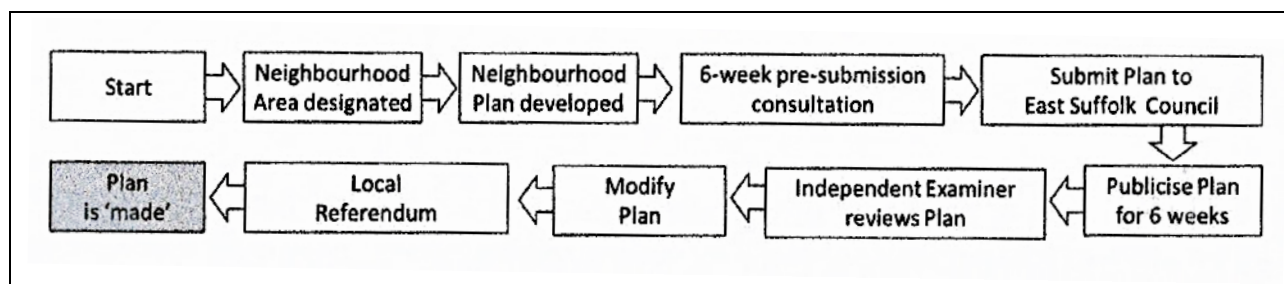 Start
Neighbourhood
Area designated
Neighbourhood
Plan developed
6-week pre-submission
consultation
Submit Plan to
East Suffolk Council
Publicise Plan
for 6 weeks
Independent Examiner
reviews Plan
Modify
Plan
Local
Referendum
Plan
is 'made'